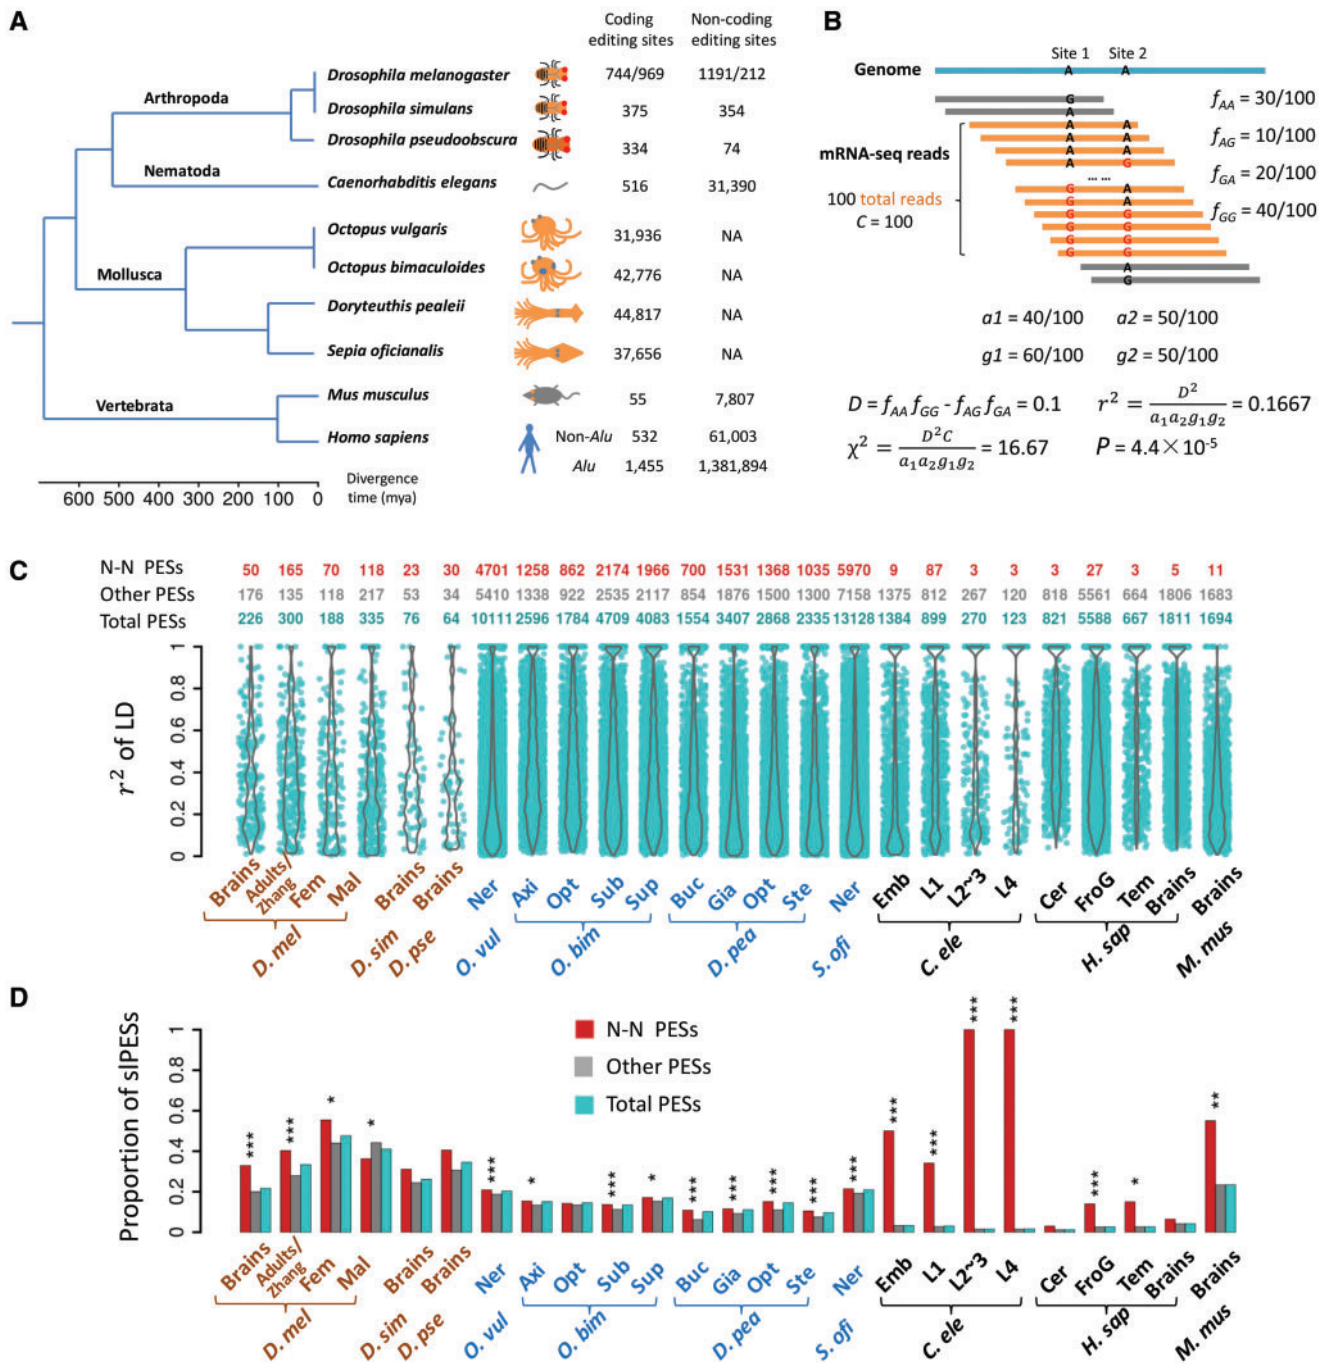 A
Coding editing sites
Non-coding editing sites
Arthropoda
Nematoda
Mollusca
Vertebrata
Drosophila melanogaster 744/969 1191/212
Drosophila simulans 375 354
Drosophila pseudoobscura 334 74
Caenorhabditis elegans 516 31,390
Octopus vulgaris 31,936 NA
Octopus bimaculoides 42,776 NA
Doryteuthis pealeii 44,817 NA
Sepia oficianalis 37,656 NA
Mus musculus 55 7,807
Homo sapiens Non-Alu 532 61,003
Alu 1,455 1,381,894
600 500 400 300 200 100 0
Divergence time (mya)
B
Site 1 Site 2
Genome A A
G
A
A A
A A
A A
A G
... ...
G A
G A
G G
G G
G G
G G
A
G
mRNA-seq reads
100 total reads
C = 100
f_AA = 30/100
f_AG = 10/100
f_GA = 20/100
f_GG = 40/100
a1 = 40/100 a2 = 50/100
g1 = 60/100 g2 = 50/100
D = f_AA f_GG - f_AG f_GA = 0.1
r² = D² / a₁a₂g₁g₂ = 0.1667
χ² = D²C / a₁a₂g₁g₂ = 16.67
P = 4.4×10⁻⁵
C
N-N PESs 50 165 70 118 23 30 4701 1258 862 2174 1966 700 1531 1368 1035 5970 9 87 3 3 3 27 3 5 11
Other PESs 176 135 118 217 53 34 5410 1338 922 2535 2117 854 1876 1500 1300 7158 1375 812 267 120 818 5561 664 1806 1683
Total PESs 226 300 188 335 76 64 10111 2596 1784 4709 4083 1554 3407 2868 2335 13128 1384 899 270 123 821 5588 667 1811 1694
r² of LD
1
0.8
0.6
0.4
0.2
0
Brains Adults/Zhang Fem Mal Brains Brains Ner Axi Opt Sub Sup Buc Gia Opt Ste Ner Emb L1 L2~3 L4 Cer FroG Tem Brains Brains
D. mel D. sim D. pse O. vul O. bim D. pea S. ofi C. ele H. sap M. mus
D
Proportion of slPESs
1
0.8
0.6
0.4
0.2
0
N-N PESs
Other PESs
Total PESs
*** *** * * *** * *** * *** *** *** *** *** *** *** *** *** *** * **
Brains Adults/Zhang Fem Mal Brains Brains Ner Axi Opt Sub Sup Buc Gia Opt Ste Ner Emb L1 L2~3 L4 Cer FroG Tem Brains Brains
D. mel D. sim D. pse O. vul O. bim D. pea S. ofi C. ele H. sap M. mus